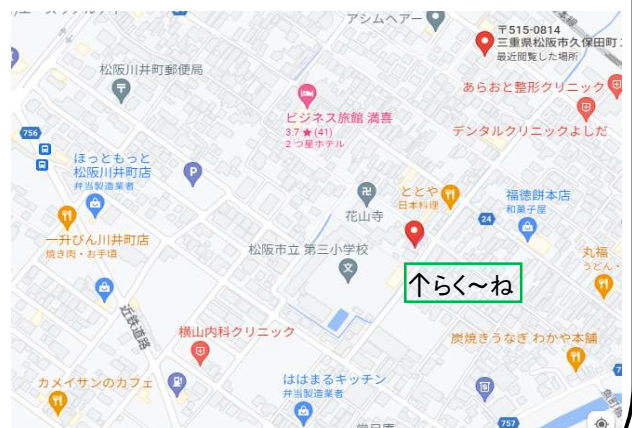 アシムヘアー
〒515-0814
三重県松阪市久保田町
最近閲覧した場所
松阪川井町郵便局
あらおと整形クリニック
ビジネス旅館 満喜
3.7 ★ (41)
2 つ星ホテル
デンタルクリニックよしだ
756
ほっともっと
松阪川井町店
弁当製造業者
P
ととや
日本料理
福徳餅本店
和菓子屋
花山寺
24
一升びん川井町店
焼き肉・お手頃
松阪市立 第三小学校
丸福
うどん・
↑らく~ね
近鉄道路
横山内科クリニック
炭焼きうなぎ わかや本舗
カメイサンのカフェ
ははまるキッチン
弁当製造業者
757
魚町橋